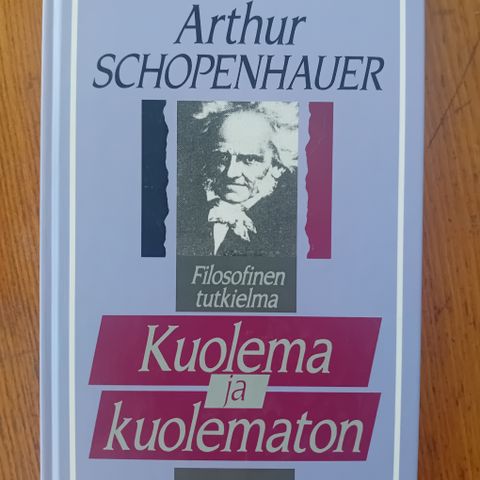 Arthur
SCHOPENHAUER
Filosofinen
tutkielma
Kuolema
ja
kuolematon